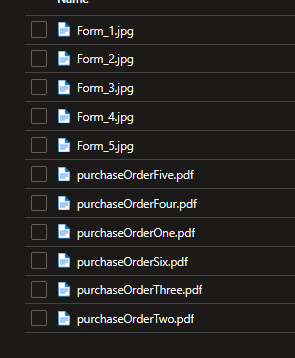 Name
Form_1.jpg
Form_2.jpg
Form_3.jpg
Form_4.jpg
Form_5.jpg
purchaseOrderFive.pdf
purchaseOrderFour.pdf
purchaseOrderOne.pdf
purchaseOrderSix.pdf
purchaseOrderThree.pdf
purchaseOrderTwo.pdf